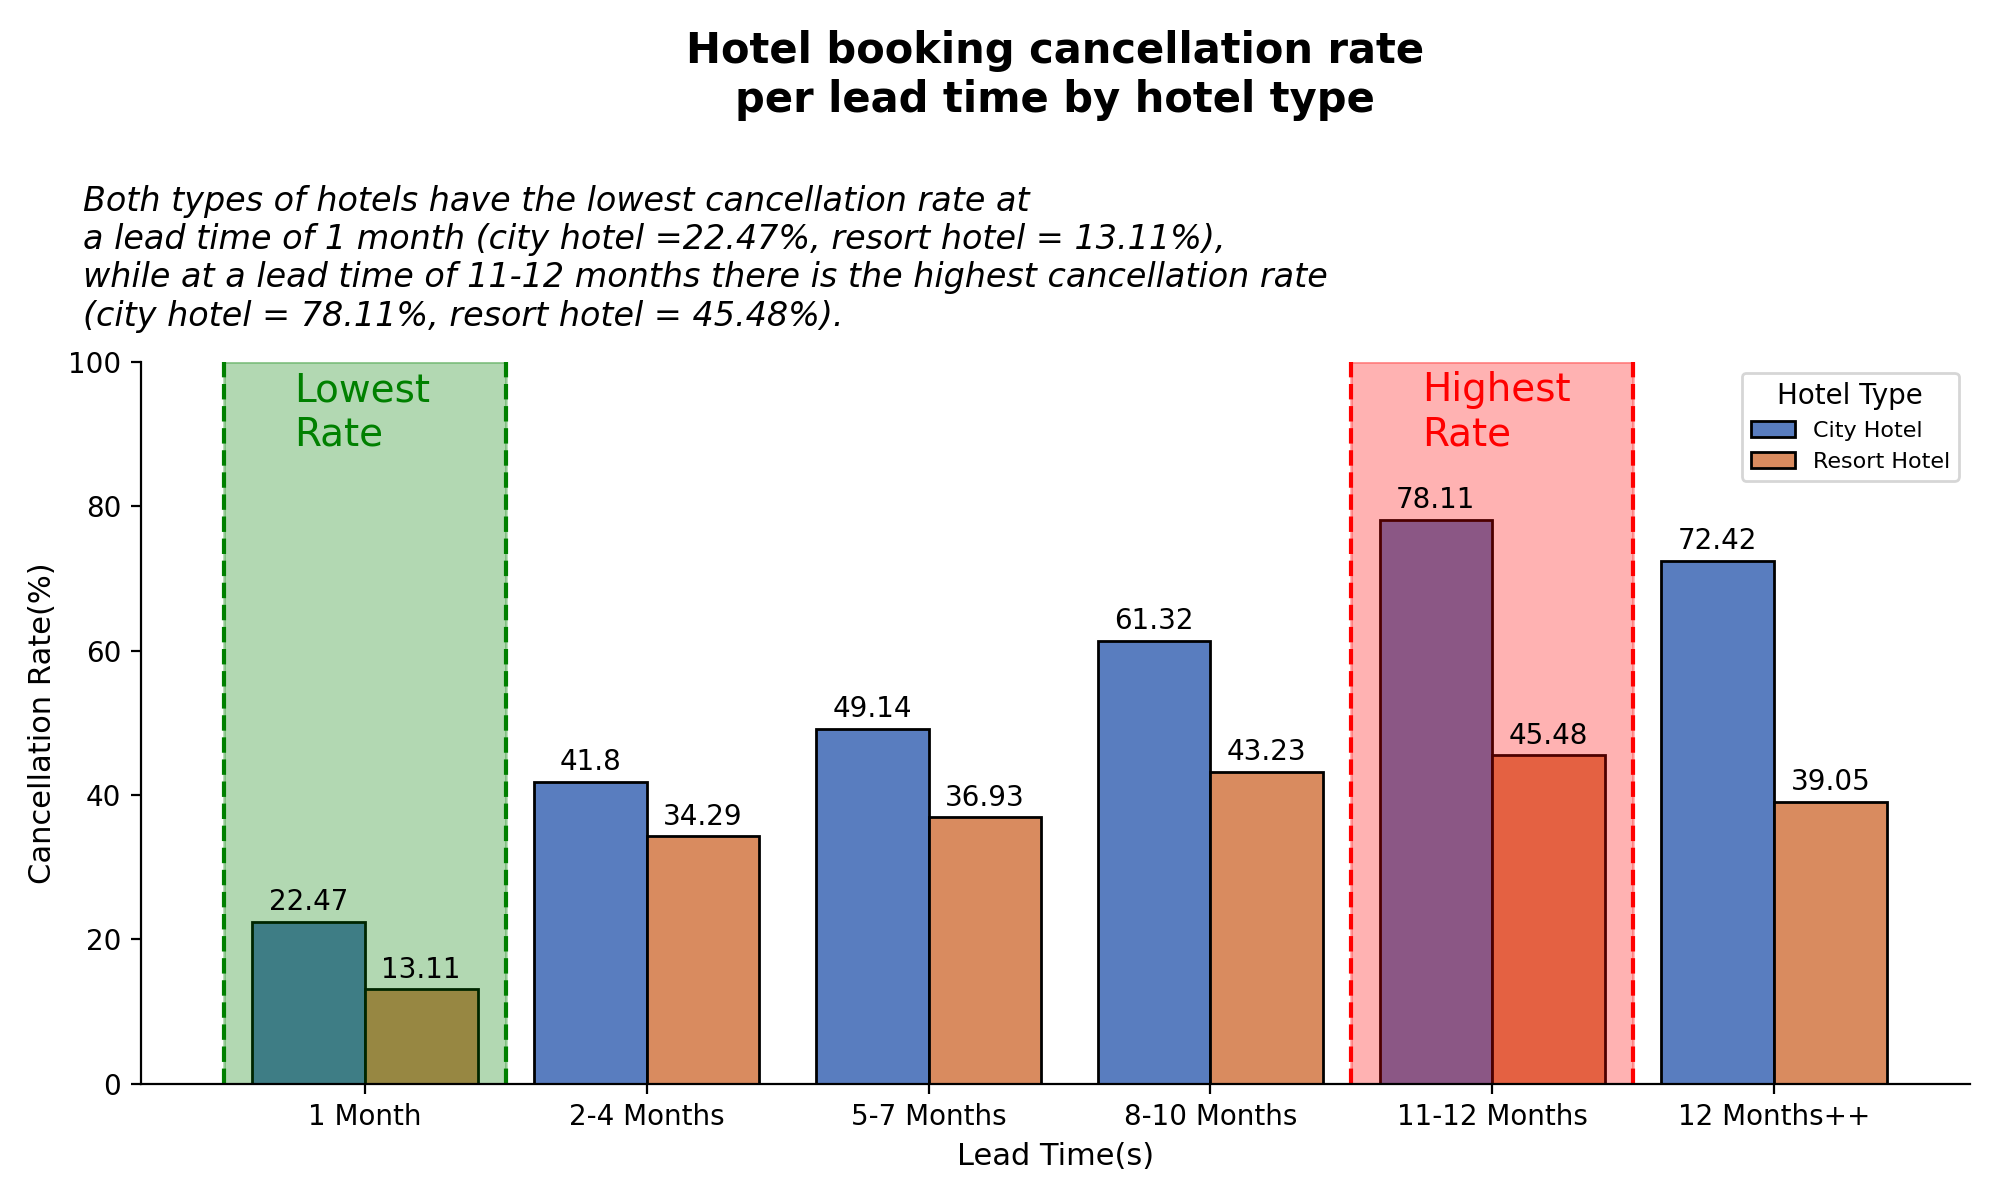 Hotel booking cancellation rate
per lead time by hotel type
Both types of hotels have the lowest cancellation rate at
a lead time of 1 month (city hotel =22.47%, resort hotel = 13.11%),
while at a lead time of 11-12 months there is the highest cancellation rate
(city hotel = 78.11%, resort hotel = 45.48%).
Lowest
Rate
Highest
Rate
Hotel Type
City Hotel
Resort Hotel
Cancellation Rate(%)
100
80
60
40
20
0
22.47
13.11
41.8
34.29
49.14
36.93
61.32
43.23
78.11
45.48
72.42
39.05
1 Month
2-4 Months
5-7 Months
8-10 Months
11-12 Months
12 Months++
Lead Time(s)